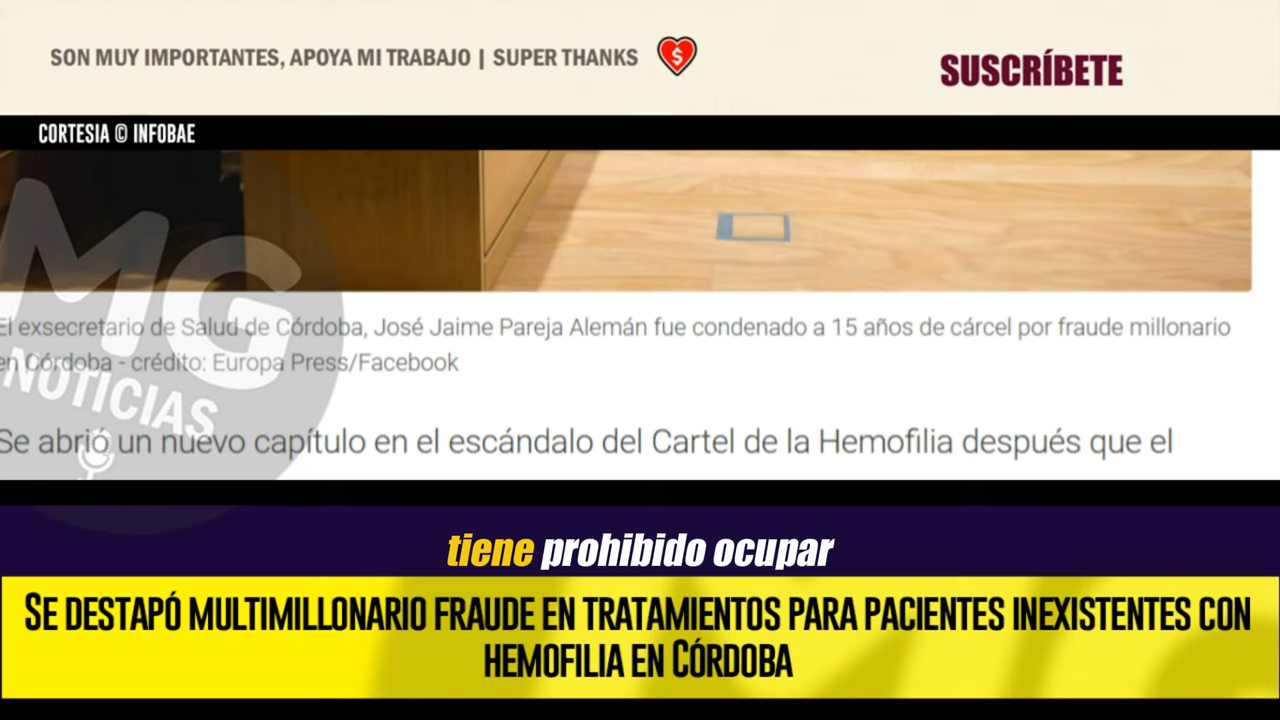 SON MUY IMPORTANTES, APOYA MI TRABAJO | SUPER THANKS
SUSCRÍBETE
CORTESIA © INFOBAE
El exsecretario de Salud de Córdoba, José Jaime Pareja Alemán fue condenado a 15 años de cárcel por fraude millonario
en Córdoba - crédito: Europa Press/Facebook
MG
NOTICIAS
Se abrió un nuevo capítulo en el escándalo del Cartel de la Hemofilia después que el
tiene prohibido ocupar
SE DESTAPÓ MULTIMILLONARIO FRAUDE EN TRATAMIENTOS PARA PACIENTES INEXISTENTES CON
HEMOFILIA EN CÓRDOBA